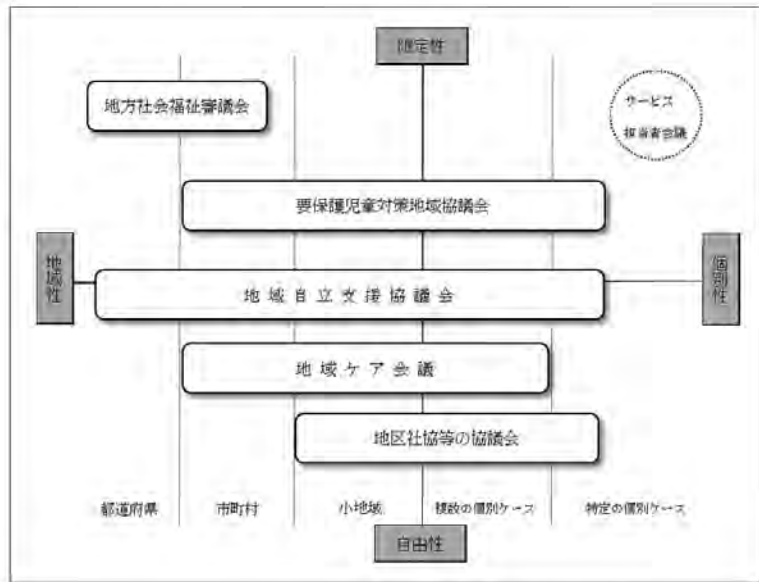 限定性
地方社会福祉審議会
サービス
担当者会議
要保護児童対策地域協議会
地域性
個別性
地域自立支援協議会
地域ケア会議
地区社協等の協議会
都道府県
市町村
小地域
複数の個別ケース
特定の個別ケース
自由性